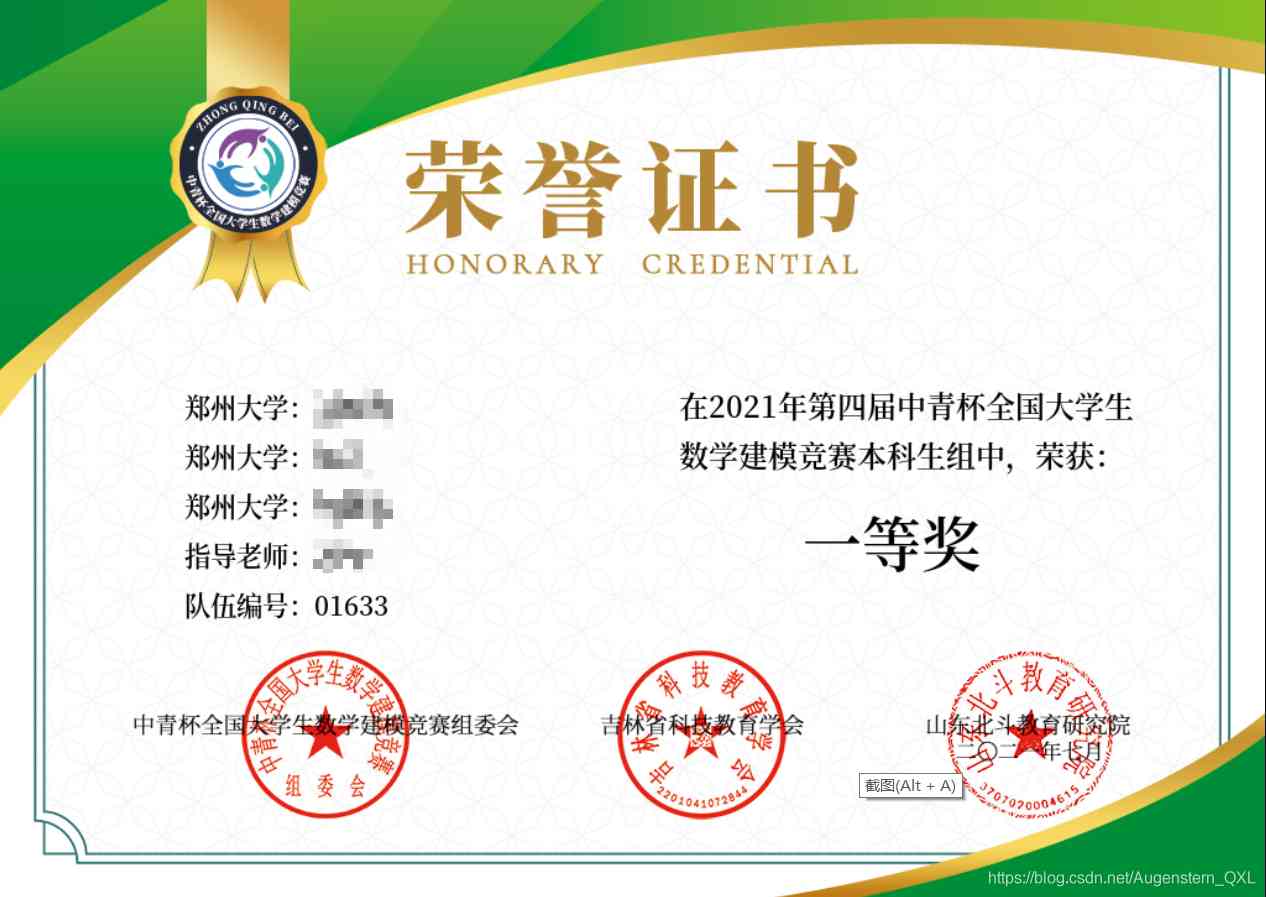 ZHONG QING BEI
中青杯全国大学生数学建模竞赛
荣誉证书
HONORARY CREDENTIAL
郑州大学：
郑州大学：
郑州大学：
指导老师：
队伍编号：01633
在2021年第四届中青杯全国大学生
数学建模竞赛本科生组中，荣获：
一等奖
中青杯全国大学生数学建模竞赛组委会
中青杯全国大学生数学建模竞赛
组委会
吉林省科技教育学会
吉林省科技教育学会
2201041072844
山东北斗教育研究院
二〇二一年七月
山东北斗教育研究院
3707020004615
截图(Alt + A)
https://blog.csdn.net/Augenstern_QXL